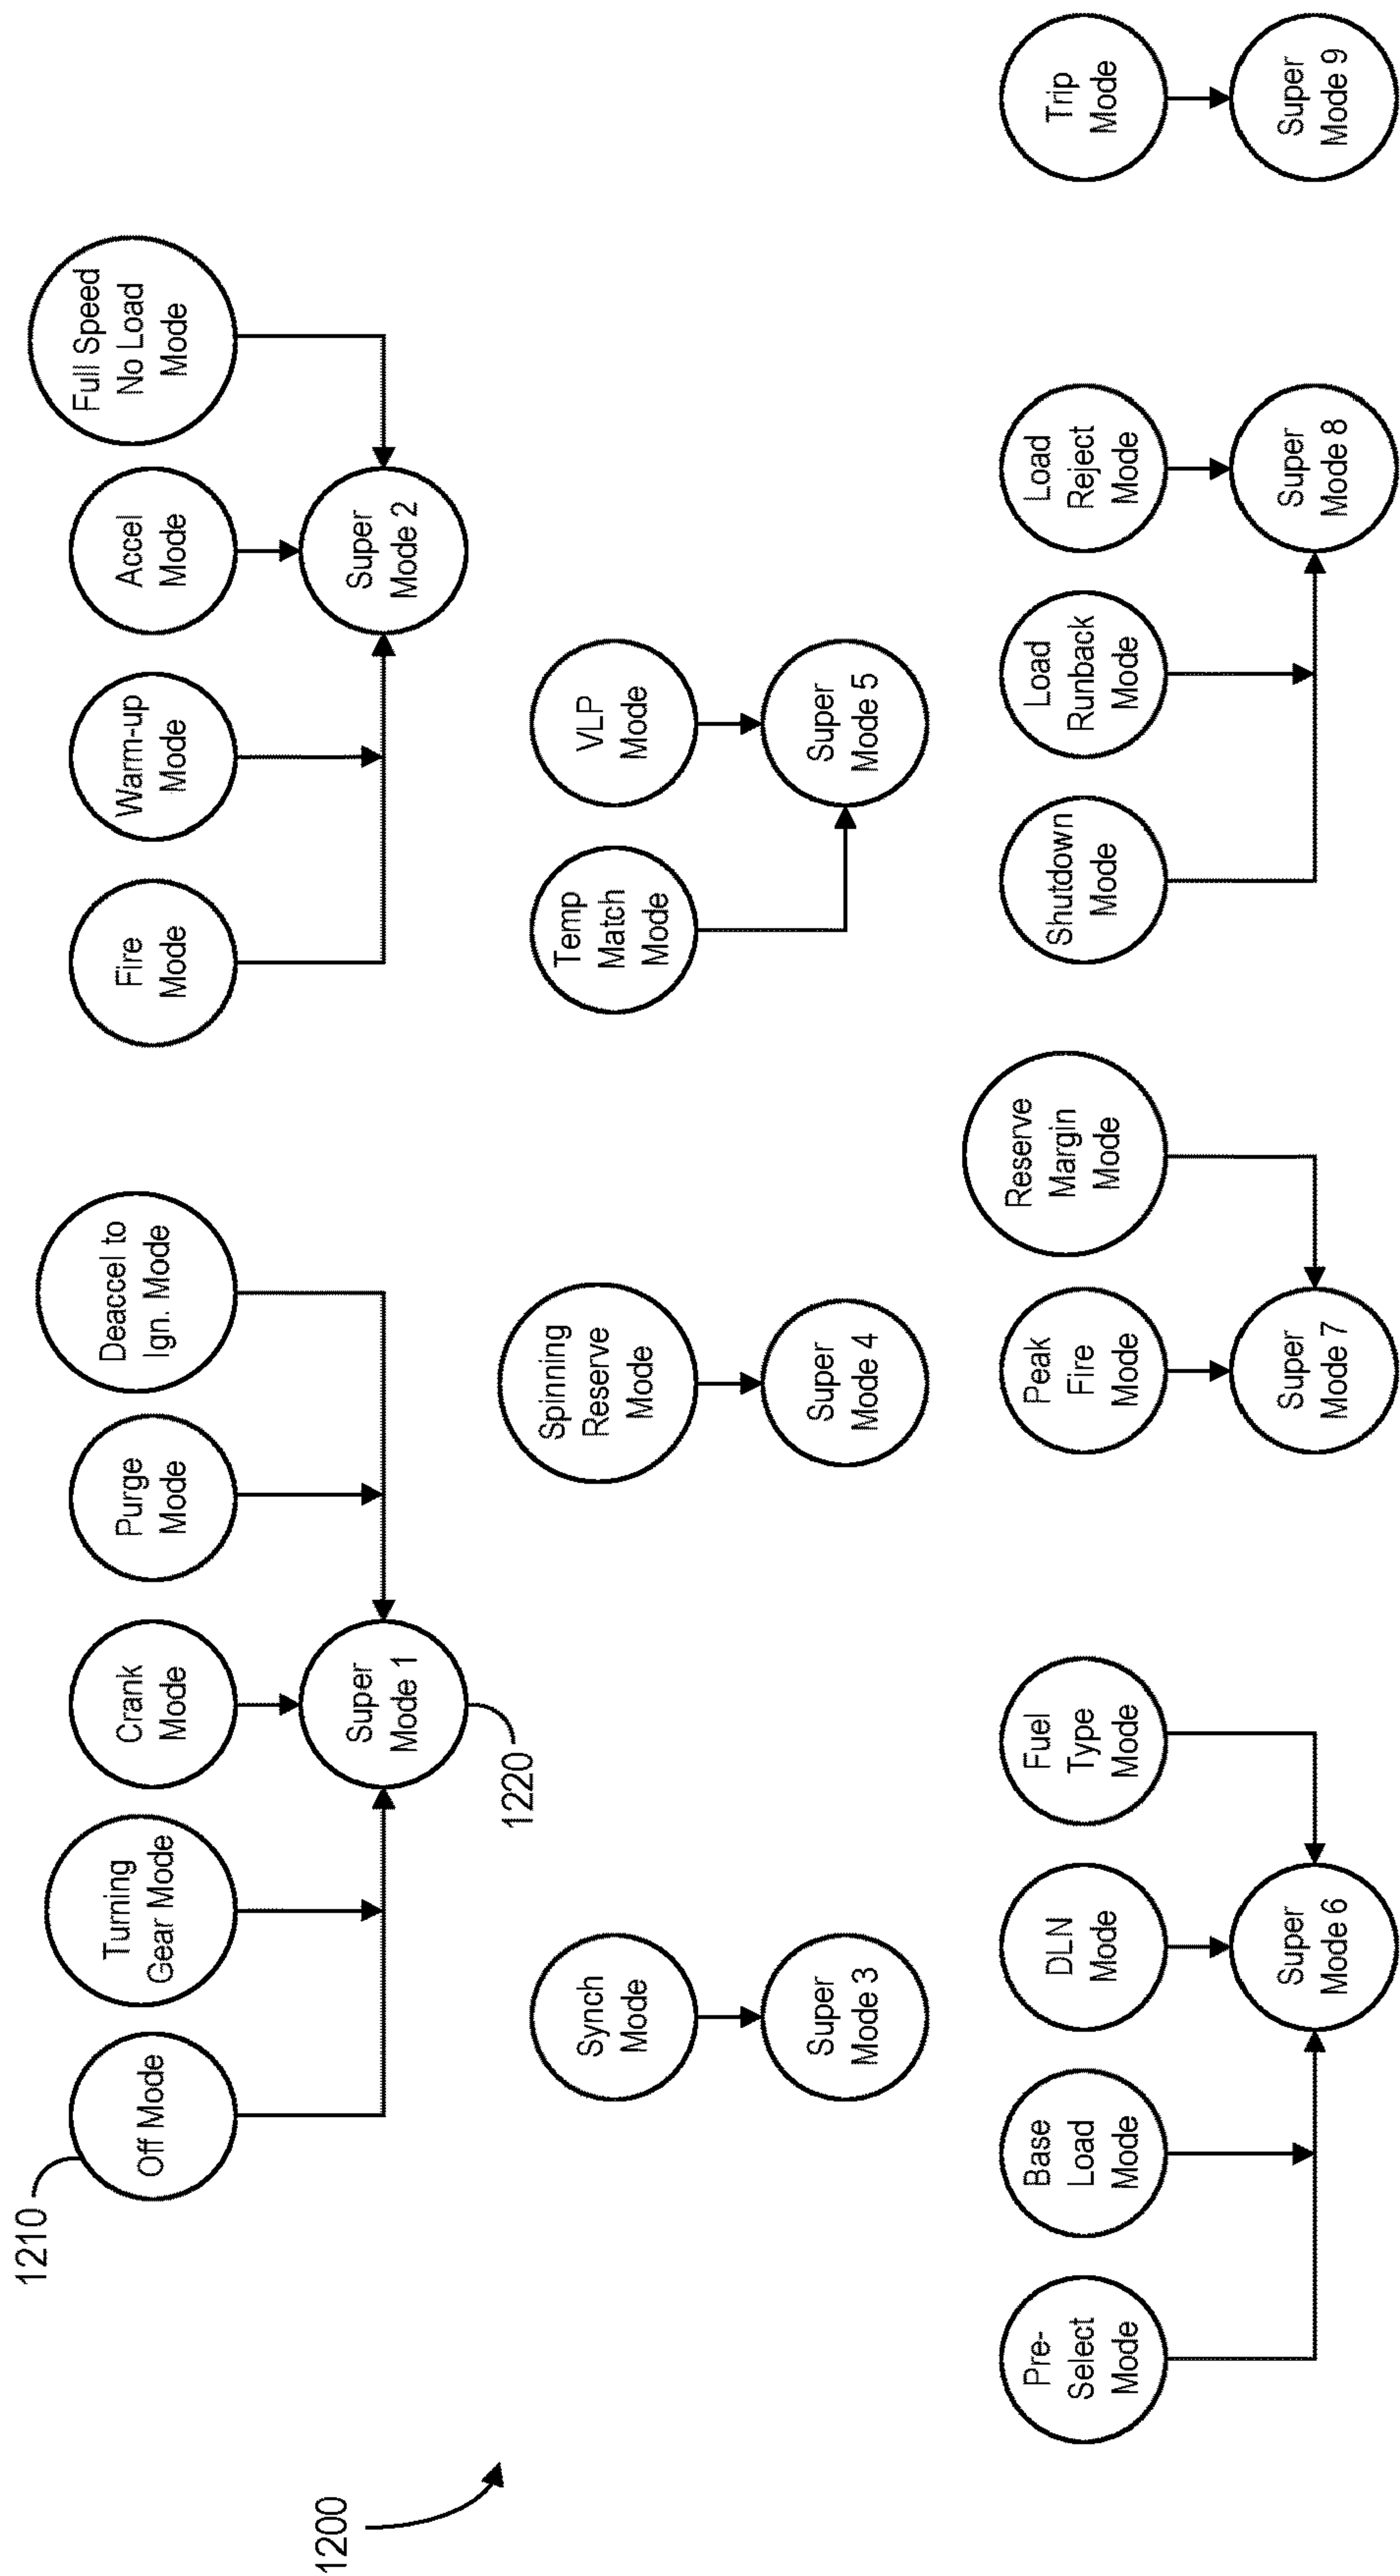 1200
1210
Off Mode
Turning
Gear Mode
Crank
Mode
Purge
Mode
Deaccel to
Ign. Mode
Super
Mode 1
1220
Fire
Mode
Warm-up
Mode
Accel
Mode
Full Speed
No Load
Mode
Super
Mode 2
Synch
Mode
Super
Mode 3
Spinning
Reserve
Mode
Super
Mode 4
Temp
Match
Mode
VLP
Mode
Super
Mode 5
Pre-
Select
Mode
Base
Load
Mode
DLN
Mode
Fuel
Type
Mode
Super
Mode 6
Peak
Fire
Mode
Reserve
Margin
Mode
Super
Mode 7
Shutdown
Mode
Load
Runback
Mode
Load
Reject
Mode
Super
Mode 8
Trip
Mode
Super
Mode 9